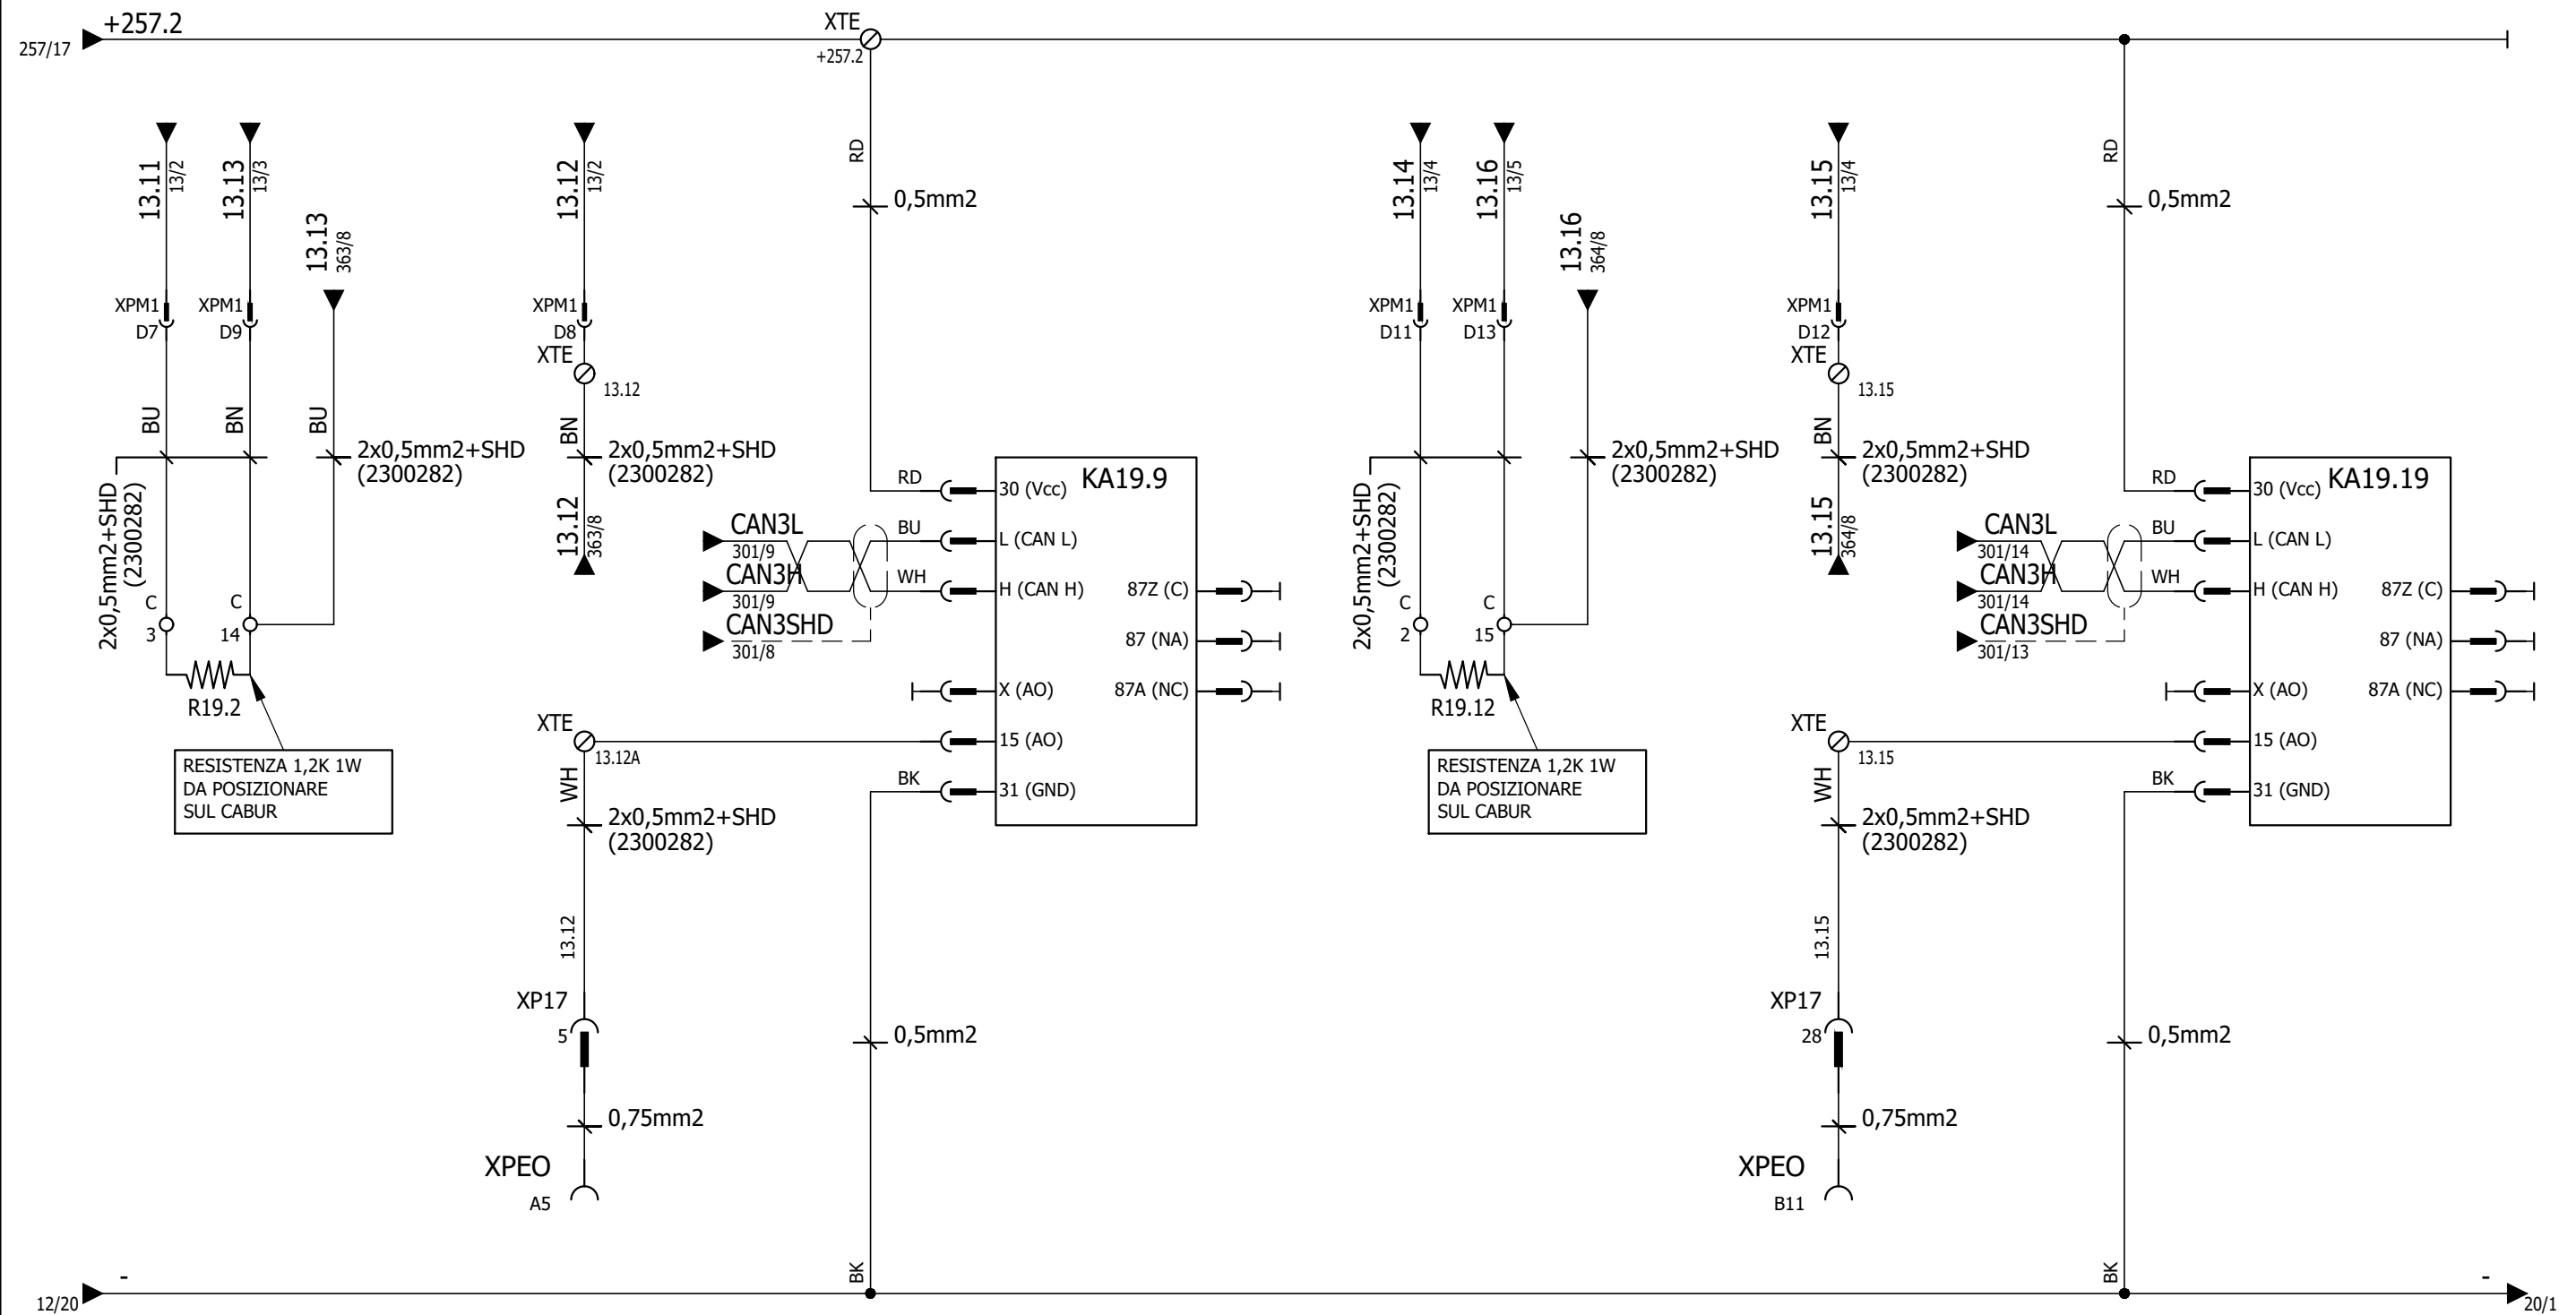 +257.2
257/17
XTE
+257.2
13.11
13/2
13.13
13/3
13.13
363/8
XPM1
D7
XPM1
D9
BU
BN
BU
2x0,5mm2+SHD
(2300282)
2x0,5mm2+SHD
(2300282)
C
3
C
14
R19.2
RESISTENZA 1,2K 1W
DA POSIZIONARE
SUL CABUR
13.12
13/2
XPM1
D8
XTE
13.12
BN
2x0,5mm2+SHD
(2300282)
13.12
363/8
XTE
13.12A
WH
2x0,5mm2+SHD
(2300282)
13.12
XP17
5
0,75mm2
XPEO
A5
RD
0,5mm2
RD
CAN3L
301/9
CAN3H
301/9
CAN3SHD
301/8
BU
WH
BK
KA19.9
30 (Vcc)
L (CAN L)
H (CAN H)
87Z (C)
87 (NA)
X (AO)
87A (NC)
15 (AO)
31 (GND)
0,5mm2
BK
13.14
13/4
13.16
13/5
13.16
364/8
XPM1
D11
XPM1
D13
2x0,5mm2+SHD
(2300282)
2x0,5mm2+SHD
(2300282)
C
2
C
15
R19.12
RESISTENZA 1,2K 1W
DA POSIZIONARE
SUL CABUR
13.15
13/4
XPM1
D12
XTE
13.15
BN
2x0,5mm2+SHD
(2300282)
13.15
364/8
XTE
13.15
WH
2x0,5mm2+SHD
(2300282)
13.15
XP17
28
0,75mm2
XPEO
B11
RD
0,5mm2
RD
CAN3L
301/14
CAN3H
301/14
CAN3SHD
301/13
BU
WH
BK
KA19.19
30 (Vcc)
L (CAN L)
H (CAN H)
87Z (C)
87 (NA)
X (AO)
87A (NC)
15 (AO)
31 (GND)
0,5mm2
BK
-
12/20
-
20/1